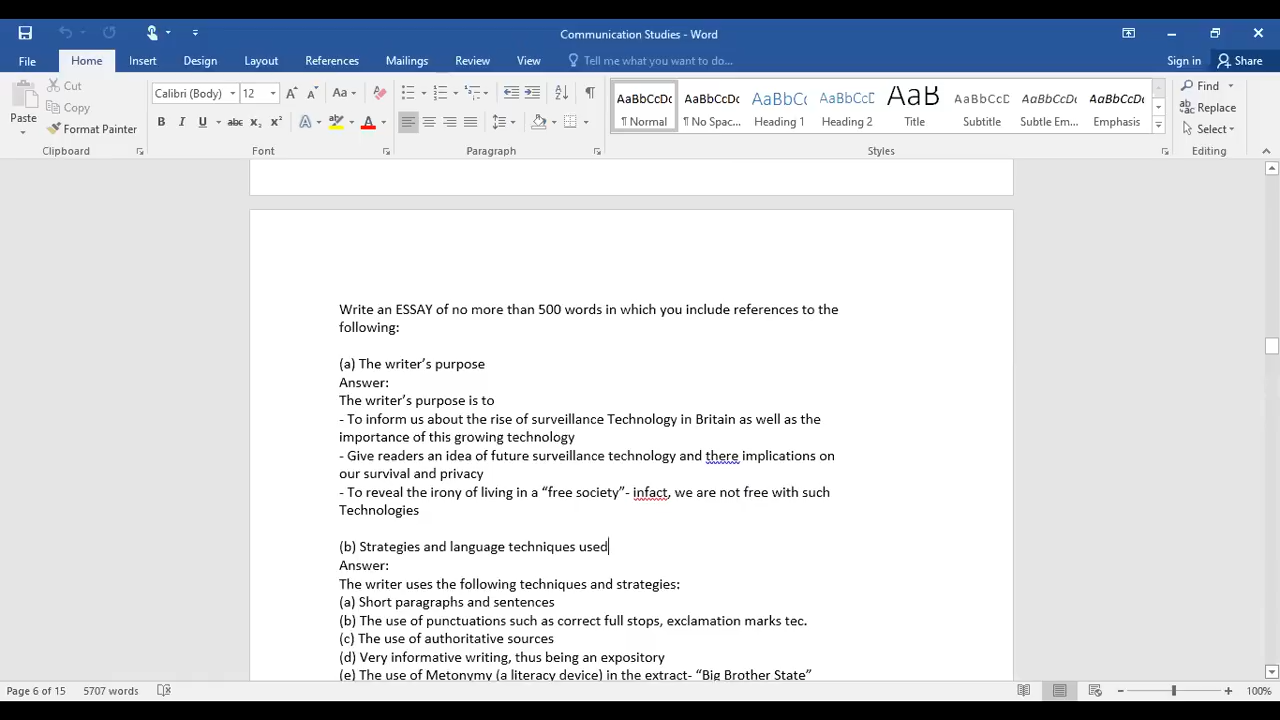 Communication Studies - Word
File Home Insert Design Layout References Mailings Review View Tell me what you want to do... Sign in Share
Cut
Copy
Format Painter
Paste
Clipboard
Calibri (Body) 12
Font
Paragraph
AaBbCcDc AaBbCcDc AaBbCc AaBbCcD AaB AaBbCcD AaBbCcDc AaBbCcDc
¶ Normal ¶ No Spac... Heading 1 Heading 2 Title Subtitle Subtle Em... Emphasis
Styles
Find
Replace
Select
Editing
Write an ESSAY of no more than 500 words in which you include references to the
following:
(a) The writer’s purpose
Answer:
The writer’s purpose is to
- To inform us about the rise of surveillance Technology in Britain as well as the
importance of this growing technology
- Give readers an idea of future surveillance technology and there implications on
our survival and privacy
- To reveal the irony of living in a “free society”- infact, we are not free with such
Technologies
(b) Strategies and language techniques used
Answer:
The writer uses the following techniques and strategies:
(a) Short paragraphs and sentences
(b) The use of punctuations such as correct full stops, exclamation marks tec.
(c) The use of authoritative sources
(d) Very informative writing, thus being an expository
(e) The use of Metonymy (a literacy device) in the extract- “Big Brother State”
Page 6 of 15 5707 words 100%